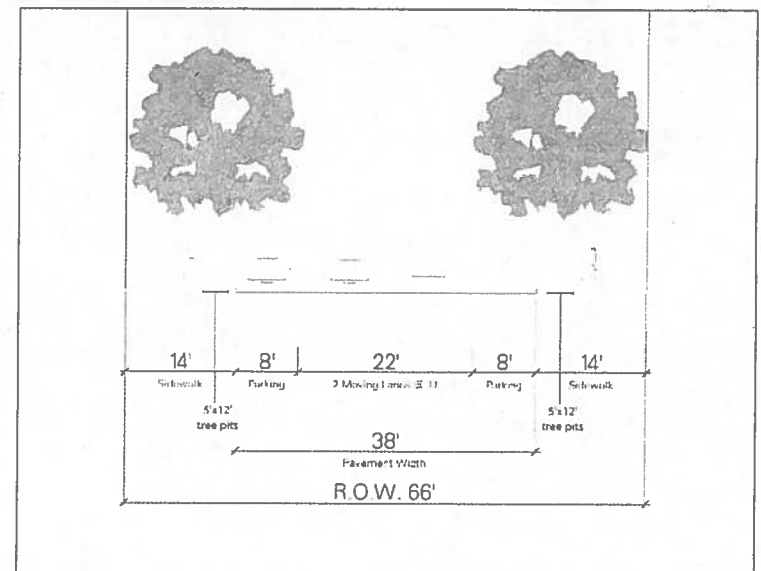 14' 8' 22' 8' 14'
Sidewalk Parking 2 Moving Lanes @ 11' Parking Sidewalk
5'x12' 5'x12'
tree pits tree pits
38'
Pavement Width
R.O.W. 66'